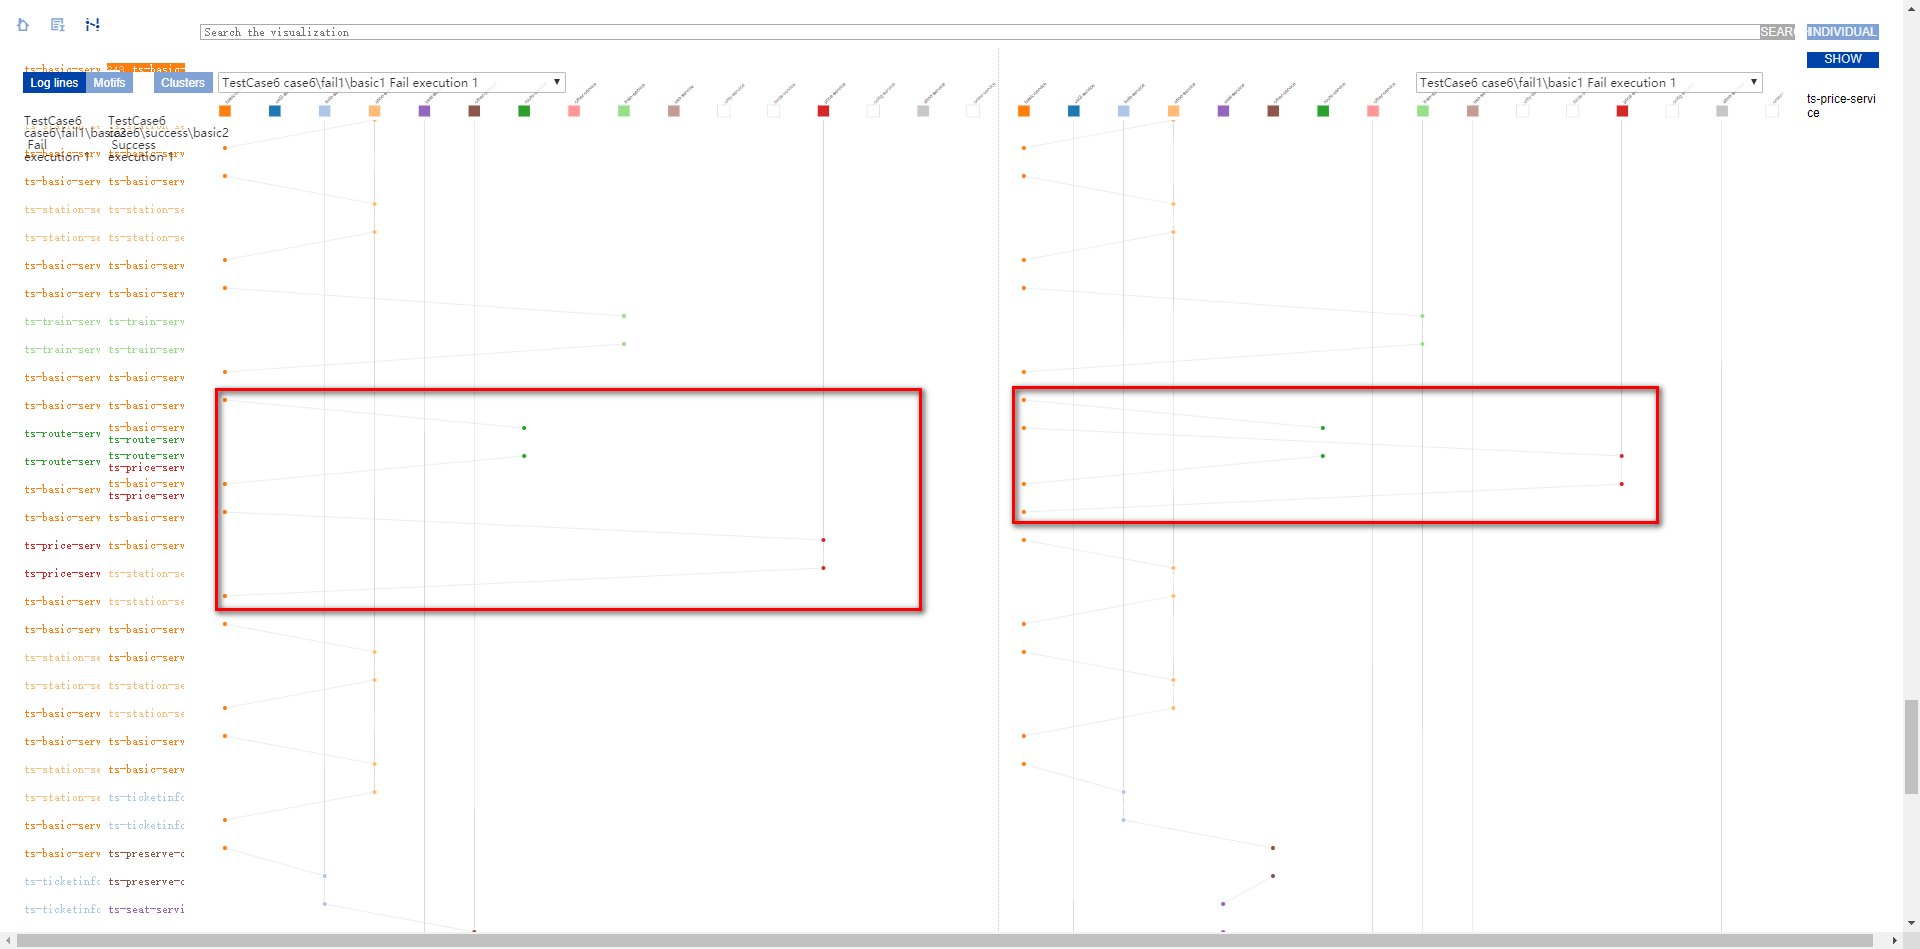 Search the visualization
SEARC
INDIVIDUAL
SHOW
ts-basic-serv
243 ts-basic-
Log lines
Motifs
Clusters
TestCase6 case6\fail1\basic1 Fail execution 1
TestCase6 case6\fail1\basic1 Fail execution 1
ts-price-servi
ce
TestCase6
case6\fail1\basic2
Fail
execution 1
TestCase6
case6\success\basic2
Success
execution 1
ts-basic-serv ts-basic-serv
ts-basic-serv ts-basic-serv
ts-station-se ts-station-se
ts-station-se ts-station-se
ts-basic-serv ts-basic-serv
ts-basic-serv ts-basic-serv
ts-train-serv ts-train-serv
ts-train-serv ts-train-serv
ts-basic-serv ts-basic-serv
ts-basic-serv ts-basic-serv
ts-route-serv ts-basic-serv
ts-route-serv
ts-route-serv ts-route-serv
ts-price-serv
ts-basic-serv ts-basic-serv
ts-price-serv
ts-basic-serv ts-basic-serv
ts-price-serv ts-basic-serv
ts-price-serv ts-station-se
ts-basic-serv ts-station-se
ts-basic-serv ts-basic-serv
ts-station-se ts-basic-serv
ts-station-se ts-station-se
ts-basic-serv ts-station-se
ts-basic-serv ts-basic-serv
ts-station-se ts-basic-serv
ts-station-se ts-ticketinfo
ts-basic-serv ts-ticketinfo
ts-basic-serv ts-preserve-o
ts-ticketinfo ts-preserve-o
ts-ticketinfo ts-seat-servi